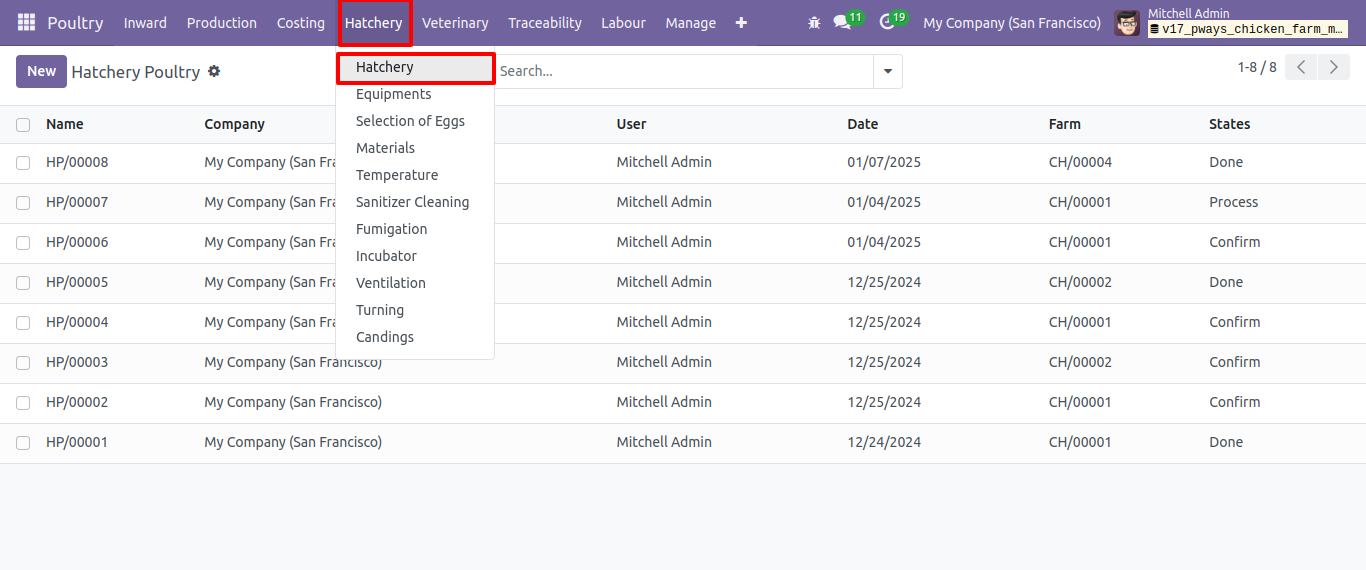 Poultry Inward Production Costing Hatchery Veterinary Traceability Labour Manage 11 19 My Company (San Francisco) Mitchell Admin
v17_pways_chicken_farm_m...
New Hatchery Poultry Search... 1-8 / 8
Hatchery
Equipments
Selection of Eggs
Materials
Temperature
Sanitizer Cleaning
Fumigation
Incubator
Ventilation
Turning
Candings
Name Company User Date Farm States
HP/00008 My Company (San Fra Mitchell Admin 01/07/2025 CH/00004 Done
HP/00007 My Company (San Fra Mitchell Admin 01/04/2025 CH/00001 Process
HP/00006 My Company (San Fra Mitchell Admin 01/04/2025 CH/00001 Confirm
HP/00005 My Company (San Fra Mitchell Admin 12/25/2024 CH/00002 Done
HP/00004 My Company (San Fra Mitchell Admin 12/25/2024 CH/00001 Confirm
HP/00003 My Company (San Francisco) Mitchell Admin 12/25/2024 CH/00002 Confirm
HP/00002 My Company (San Francisco) Mitchell Admin 12/25/2024 CH/00001 Confirm
HP/00001 My Company (San Francisco) Mitchell Admin 12/24/2024 CH/00001 Done